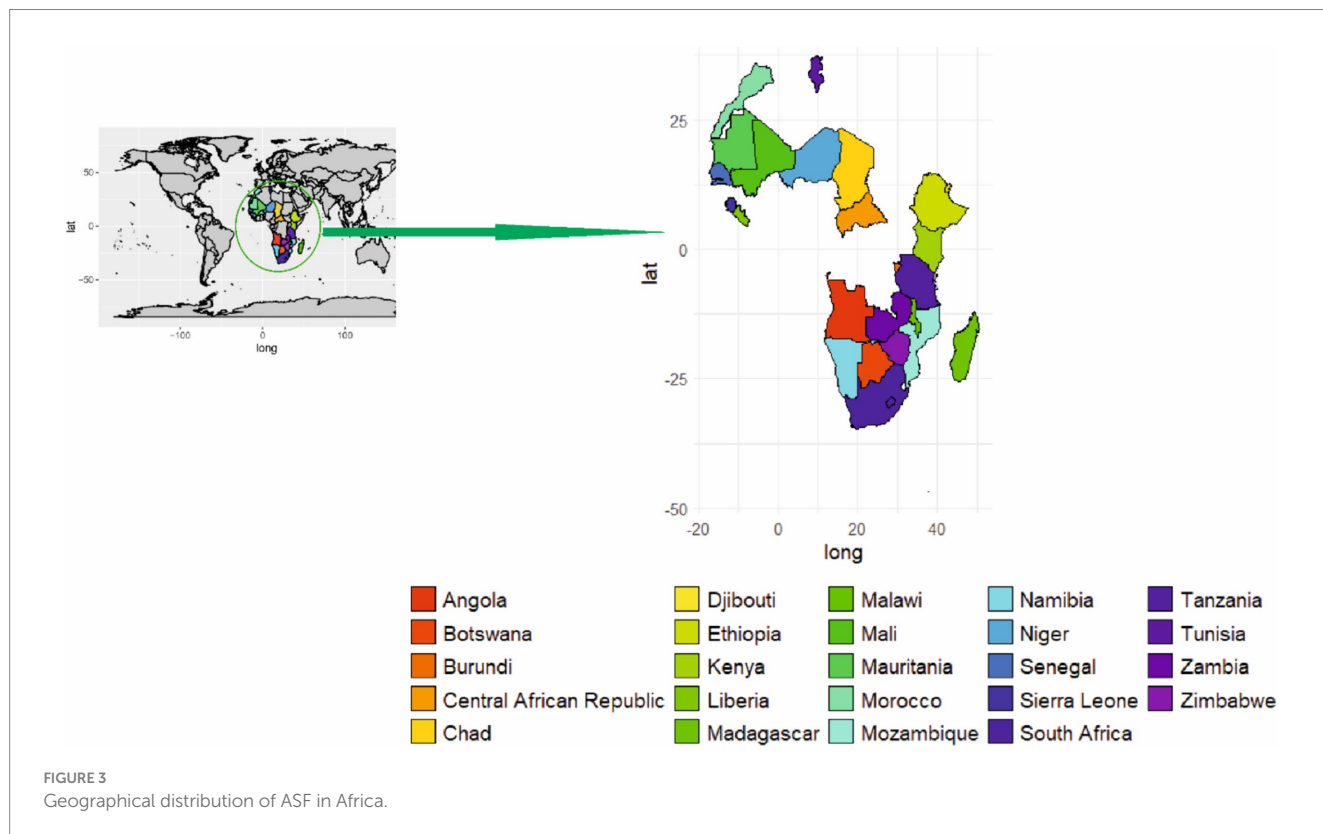 50
0
−50
lat
−100
0
100
long
25
0
-25
-50
lat
-20
0
20
40
long
Angola
Botswana
Burundi
Central African Republic
Chad
Djibouti
Ethiopia
Kenya
Liberia
Madagascar
Malawi
Mali
Mauritania
Morocco
Mozambique
Namibia
Niger
Senegal
Sierra Leone
South Africa
Tanzania
Tunisia
Zambia
Zimbabwe
FIGURE 3
Geographical distribution of ASF in Africa.